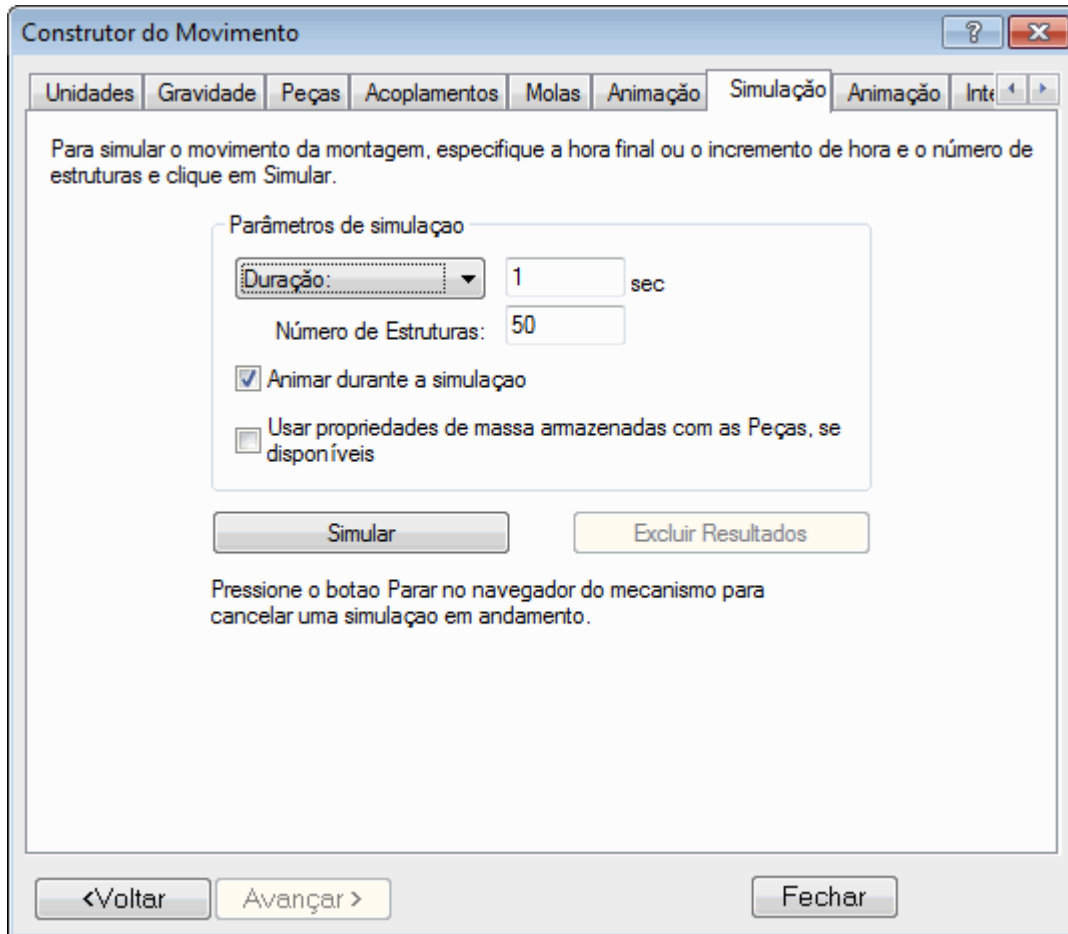 Construtor do Movimento
Unidades Gravidade Peças Acoplamentos Molas Animação Simulação Animação Inte
Para simular o movimento da montagem, especifique a hora final ou o incremento de hora e o número de
estruturas e clique em Simular.
Parâmetros de simulaçao
Duração: 1 sec
Número de Estruturas: 50
Animar durante a simulaçao
Usar propriedades de massa armazenadas com as Peças, se
disponíveis
Simular Excluir Resultados
Pressione o botao Parar no navegador do mecanismo para
cancelar uma simulaçao em andamento.
<Voltar Avançar > Fechar